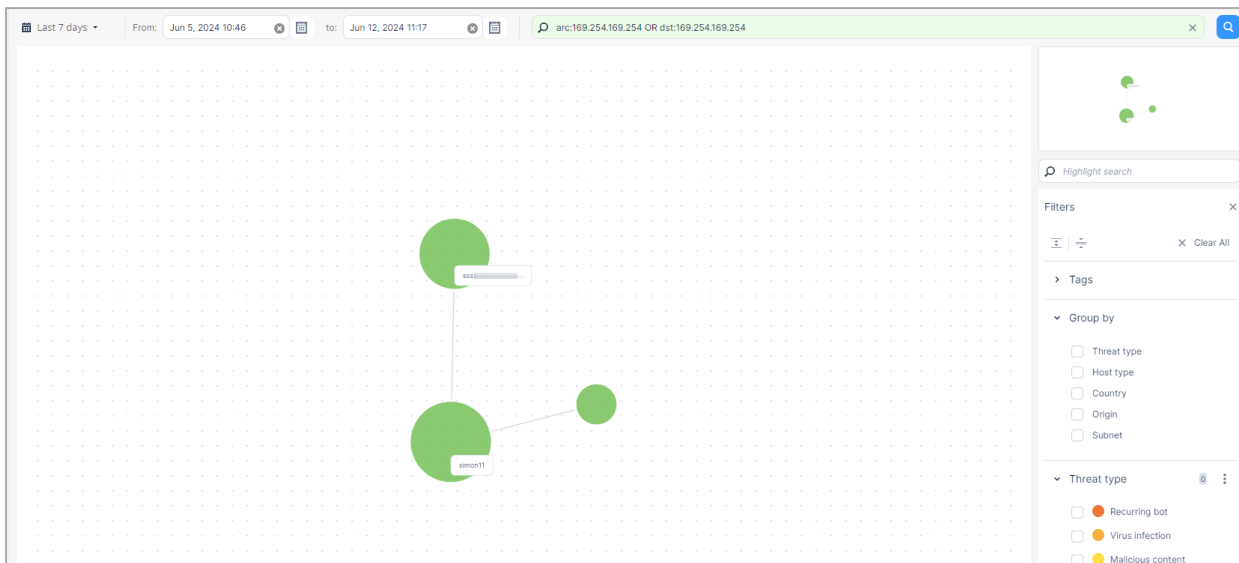 Last 7 days From: Jun 5, 2024 10:46 to: Jun 12, 2024 11:17 arc:169.254.169.254 OR dst:169.254.169.254
Highlight search
Filters
Clear All
Tags
Group by
Threat type
Host type
Country
Origin
Subnet
Threat type 0
Recurring bot
Virus infection
Malicious content
sss
simon11